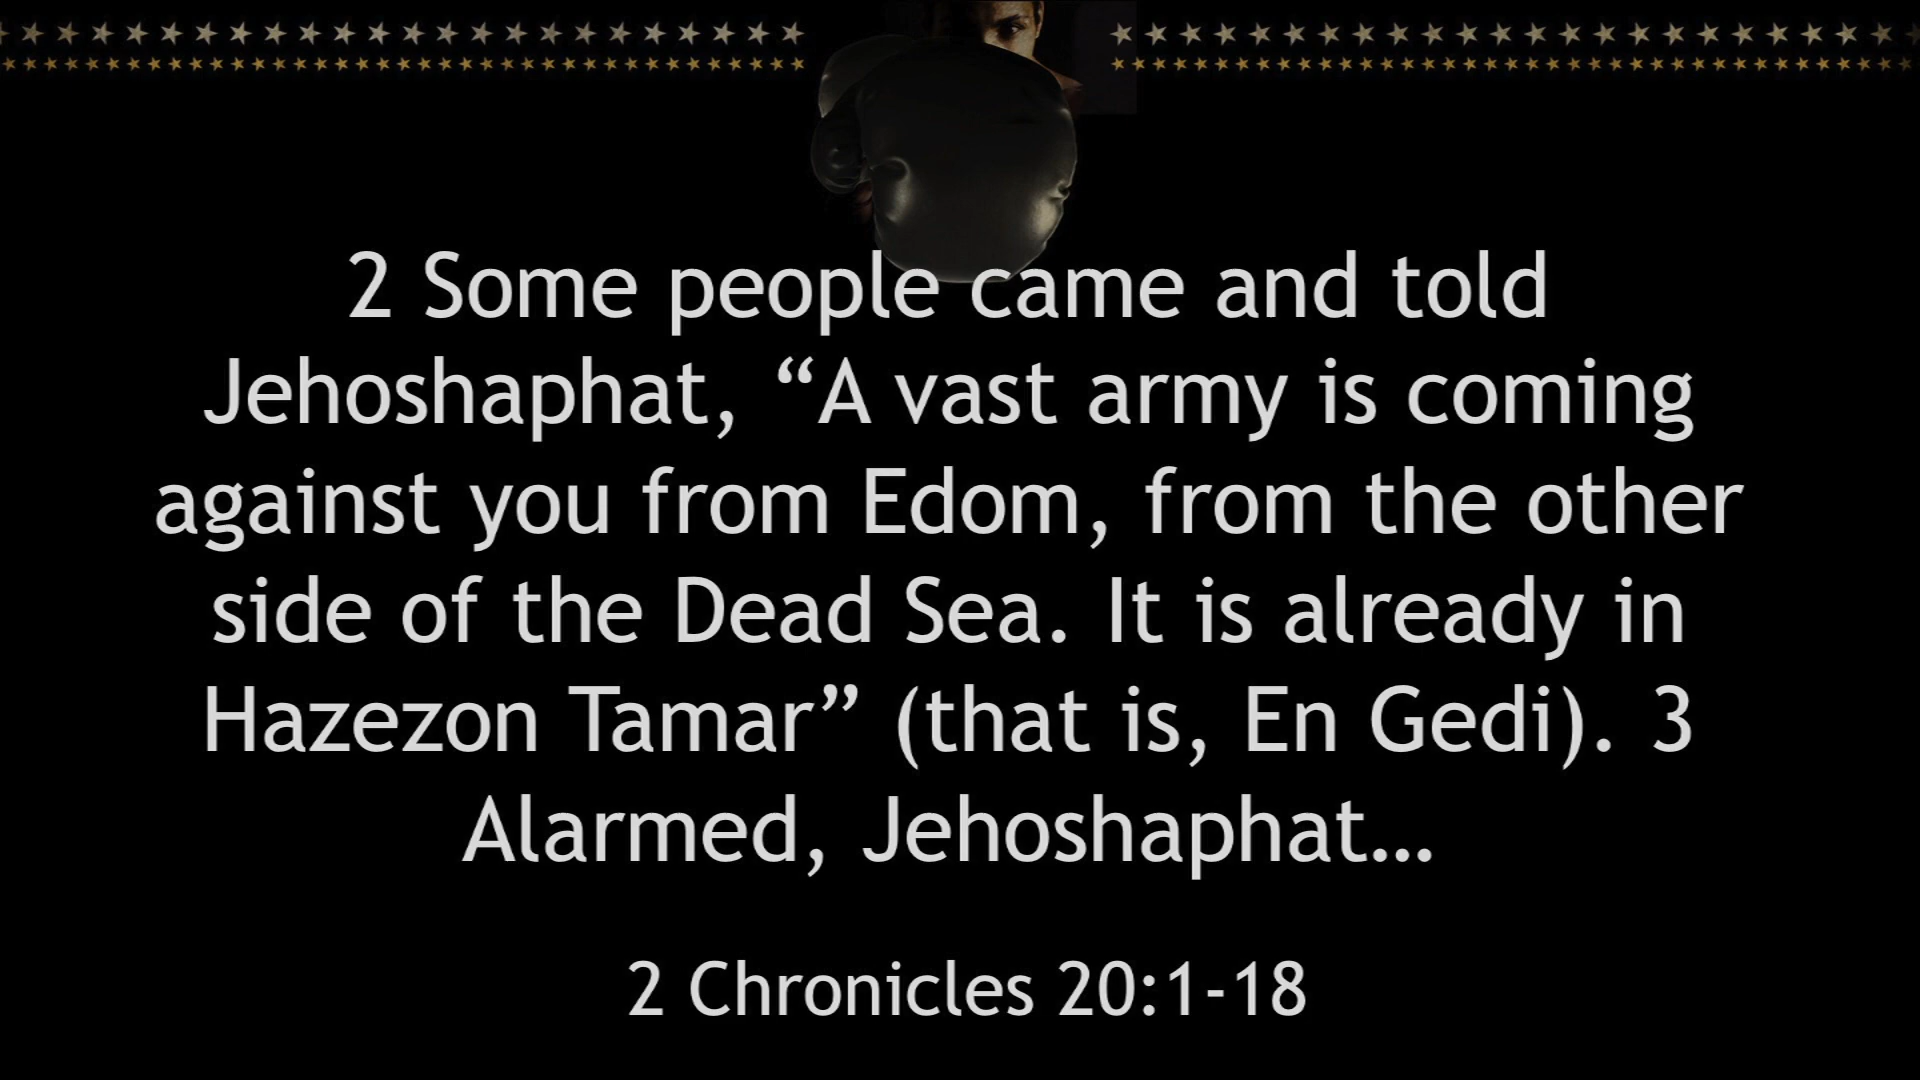 2 Some people came and told
Jehoshaphat, “A vast army is coming
against you from Edom, from the other
side of the Dead Sea. It is already in
Hazezon Tamar” (that is, En Gedi). 3
Alarmed, Jehoshaphat…
2 Chronicles 20:1-18